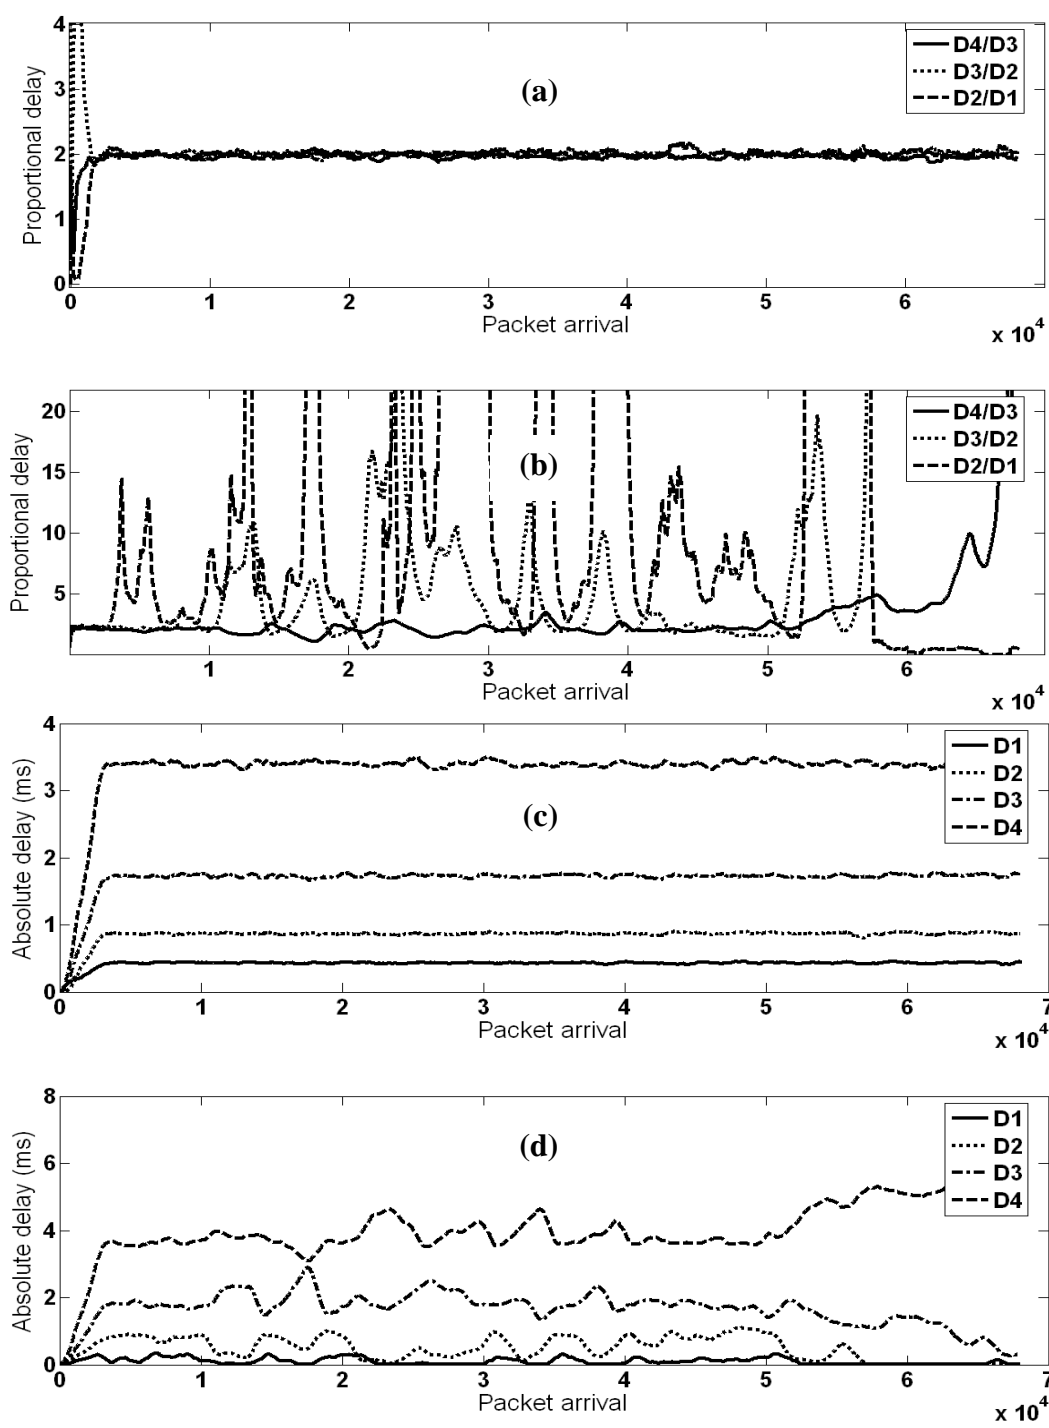 4
3
2
1
0
Proportional delay
(a)
D4/D3
D3/D2
D2/D1
0 1 2 3 4 5 6
Packet arrival
x 10^4
20
15
10
5
Proportional delay
(b)
D4/D3
D3/D2
D2/D1
1 2 3 4 5 6
Packet arrival
x 10^4
4
3
2
1
0
Absolute delay (ms)
(c)
D1
D2
D3
D4
0 1 2 3 4 5 6 7
Packet arrival
x 10^4
8
6
4
2
0
Absolute delay (ms)
(d)
D1
D2
D3
D4
0 1 2 3 4 5 6 7
Packet arrival
x 10^4